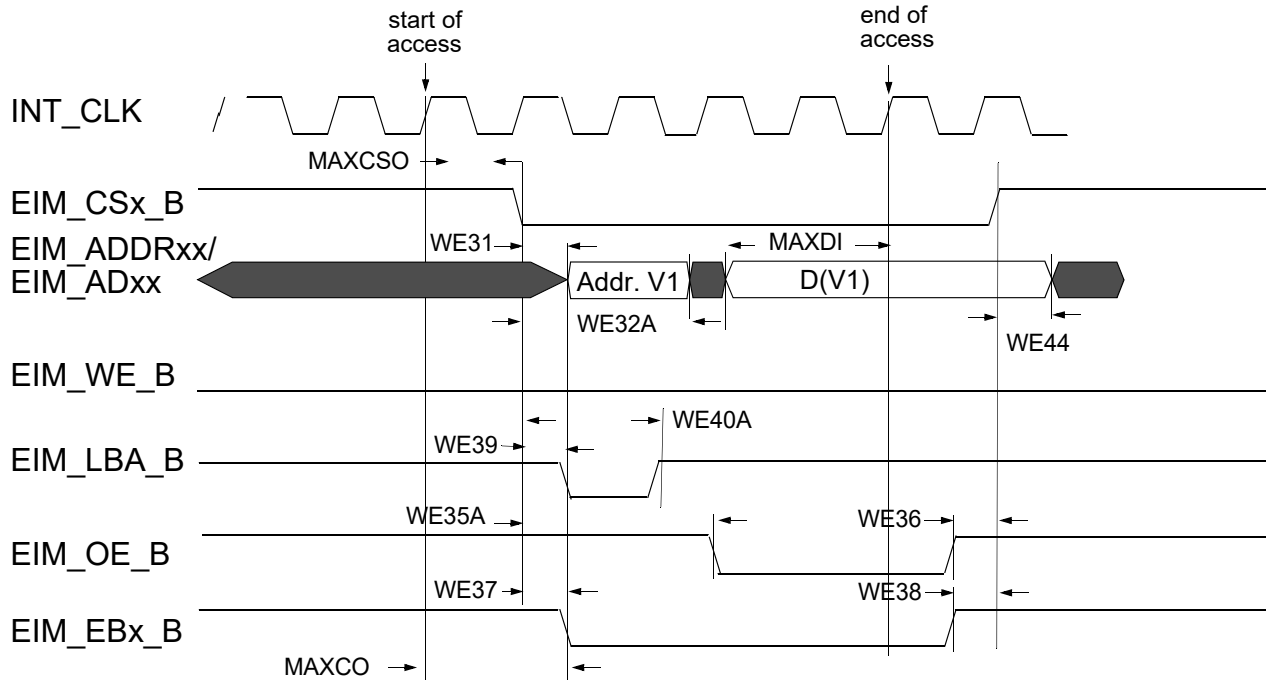 start of
access
end of
access
INT_CLK
MAXCSO
EIM_CSx_B
EIM_ADDRxx/
EIM_ADxx
WE31
MAXDI
Addr. V1
D(V1)
WE32A
WE44
EIM_WE_B
WE40A
WE39
EIM_LBA_B
WE35A
WE36
EIM_OE_B
WE37
WE38
EIM_EBx_B
MAXCO